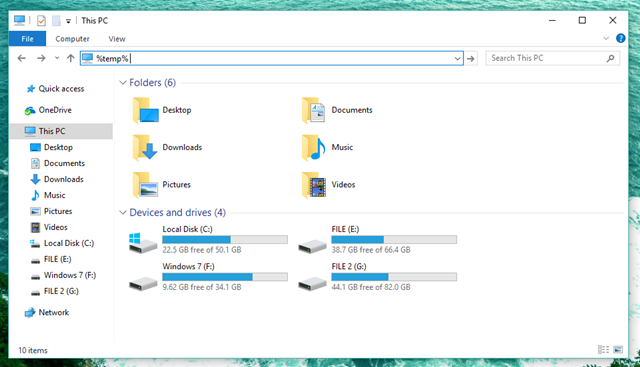 This PC
File
Computer
View
%temp%
Search This PC
Quick access
OneDrive
This PC
Desktop
Documents
Downloads
Music
Pictures
Videos
Local Disk (C:)
FILE (E:)
Windows 7 (F:)
FILE 2 (G:)
Network
Folders (6)
Desktop
Documents
Downloads
Music
Pictures
Videos
Devices and drives (4)
Local Disk (C:)
22.5 GB free of 50.1 GB
FILE (E:)
38.7 GB free of 66.4 GB
Windows 7 (F:)
9.62 GB free of 34.1 GB
FILE 2 (G:)
44.1 GB free of 82.0 GB
10 items